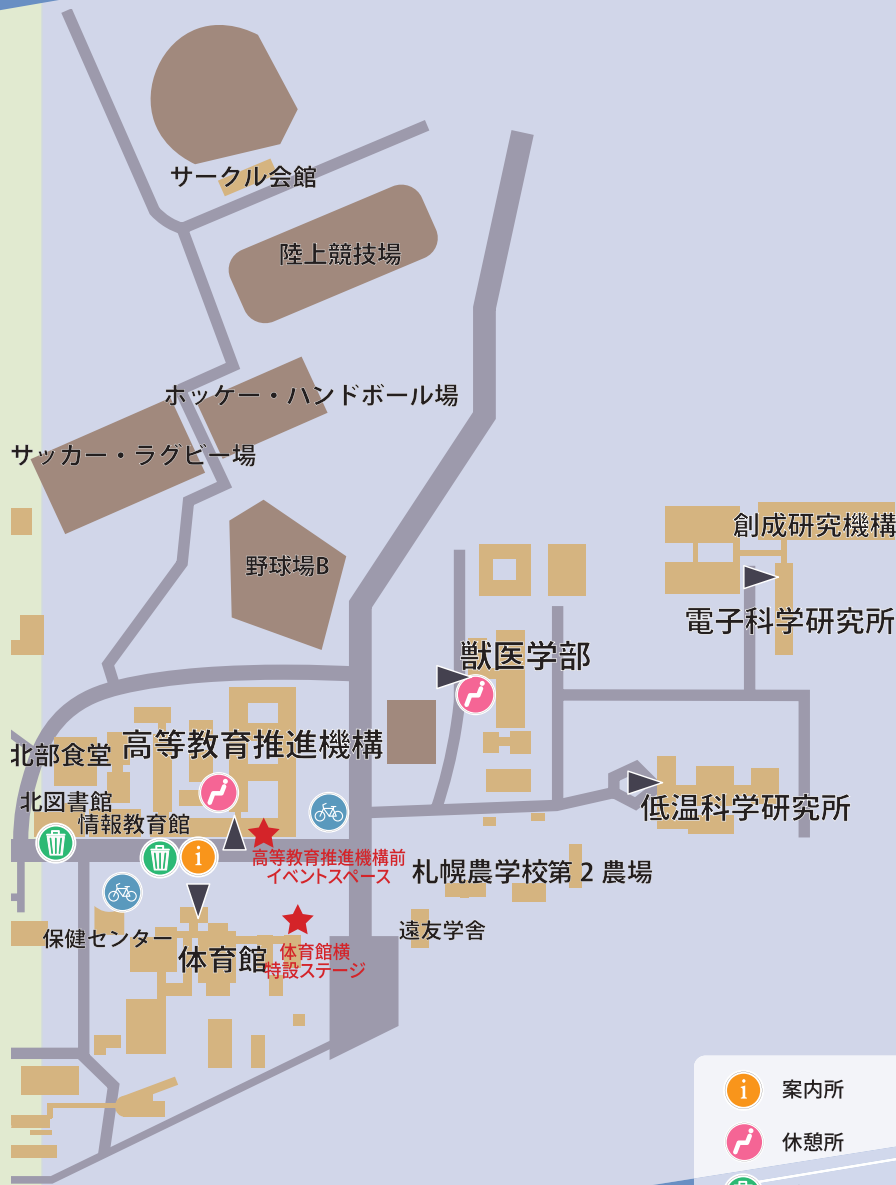 サークル会館
陸上競技場
ホッケー・ハンドボール場
サッカー・ラグビー場
野球場B
創成研究機構
電子科学研究所
獣医学部
北部食堂
高等教育推進機構
北図書館
情報教育館
低温科学研究所
高等教育推進機構前
イベントスペース
札幌農学校第2農場
遠友学舎
保健センター
体育館
体育館横
特設ステージ
案内所
休憩所